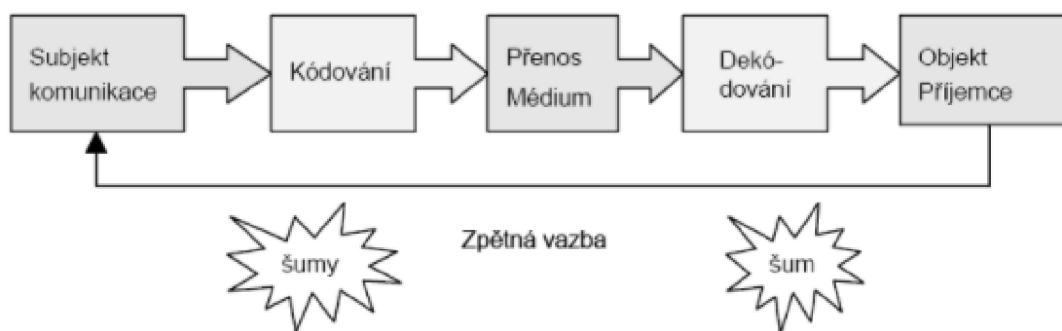 Subjekt
komunikace
Kódování
Přenos
Médium
Dekó-
dování
Objekt
Příjemce
Zpětná vazba
šumy
šum